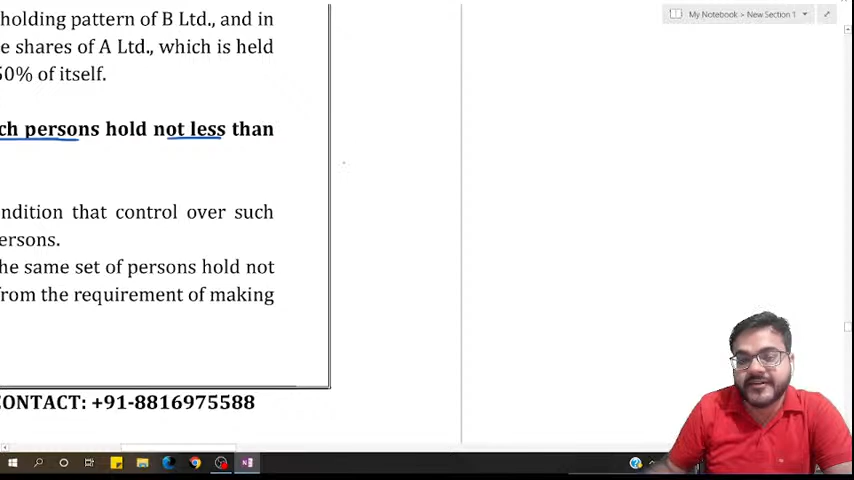 My Notebook » New Section 1
holding pattern of B Ltd., and in
e shares of A Ltd., which is held
50% of itself.
ch persons hold not less than
ndition that control over such
ersons.
he same set of persons hold not
from the requirement of making
CONTACT: +91-8816975588